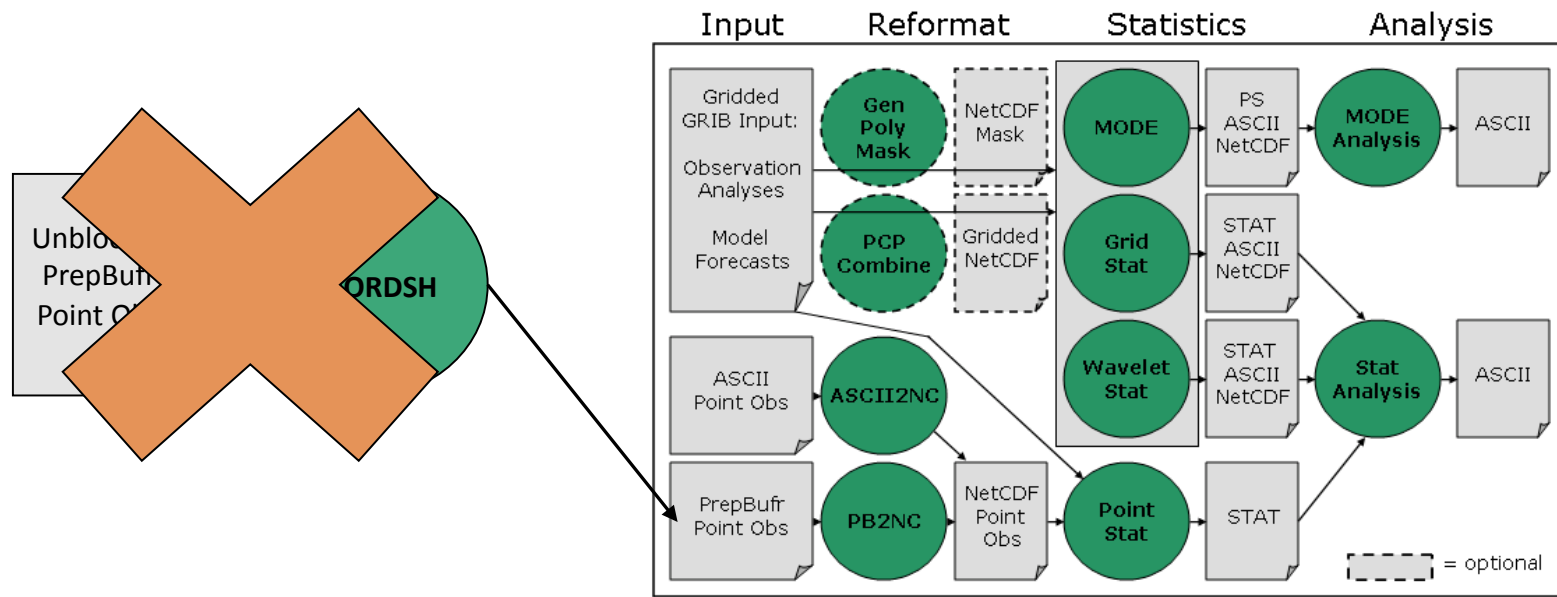 Input
Reformat
Statistics
Analysis
Gridded
GRIB Input:
Observation
Analyses
Model
Forecasts
Gen
Poly
Mask
NetCDF
Mask
MODE
PS
ASCII
NetCDF
MODE
Analysis
ASCII
PCP
Combine
Gridded
NetCDF
Grid
Stat
STAT
ASCII
NetCDF
PrepBuf
Point
ORDSH
ASCII
Point Obs
ASCII2NC
Wavelet
Stat
STAT
ASCII
NetCDF
Stat
Analysis
ASCII
PrepBufr
Point Obs
PB2NC
NetCDF
Point
Obs
Point
Stat
STAT
= optional